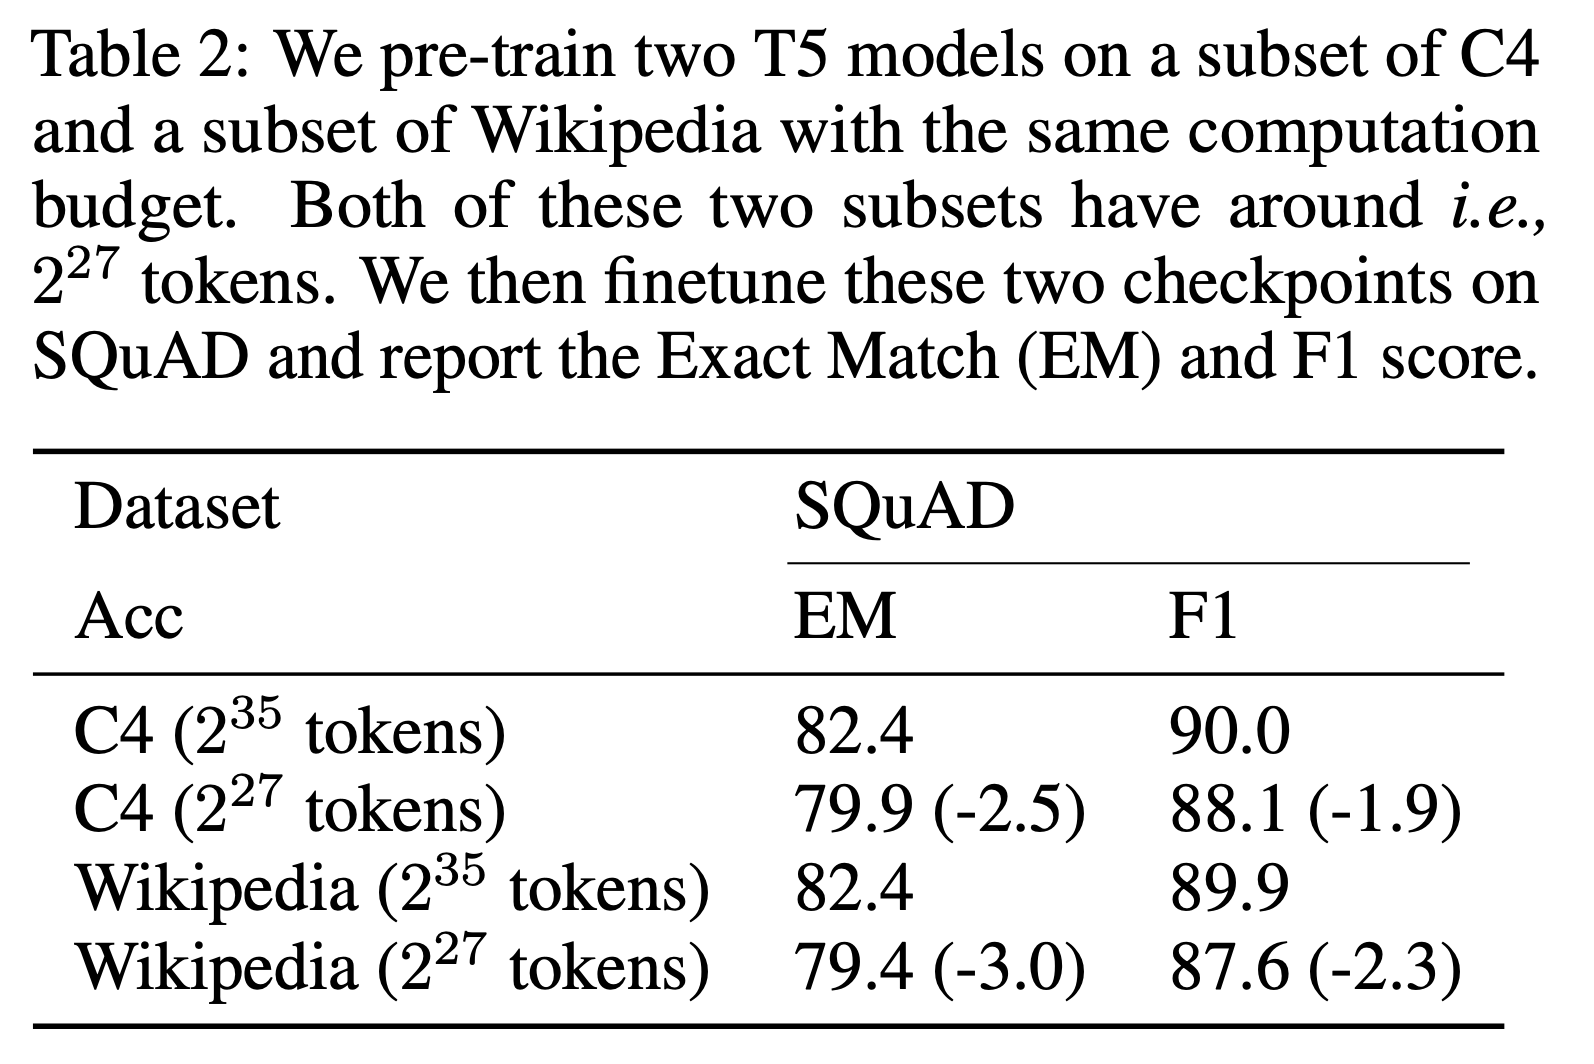 Table 2: We pre-train two T5 models on a subset of C4
and a subset of Wikipedia with the same computation
budget. Both of these two subsets have around i.e.,
2^27 tokens. We then finetune these two checkpoints on
SQuAD and report the Exact Match (EM) and F1 score.
Dataset SQuAD
Acc EM F1
C4 (2^35 tokens) 82.4 90.0
C4 (2^27 tokens) 79.9 (-2.5) 88.1 (-1.9)
Wikipedia (2^35 tokens) 82.4 89.9
Wikipedia (2^27 tokens) 79.4 (-3.0) 87.6 (-2.3)